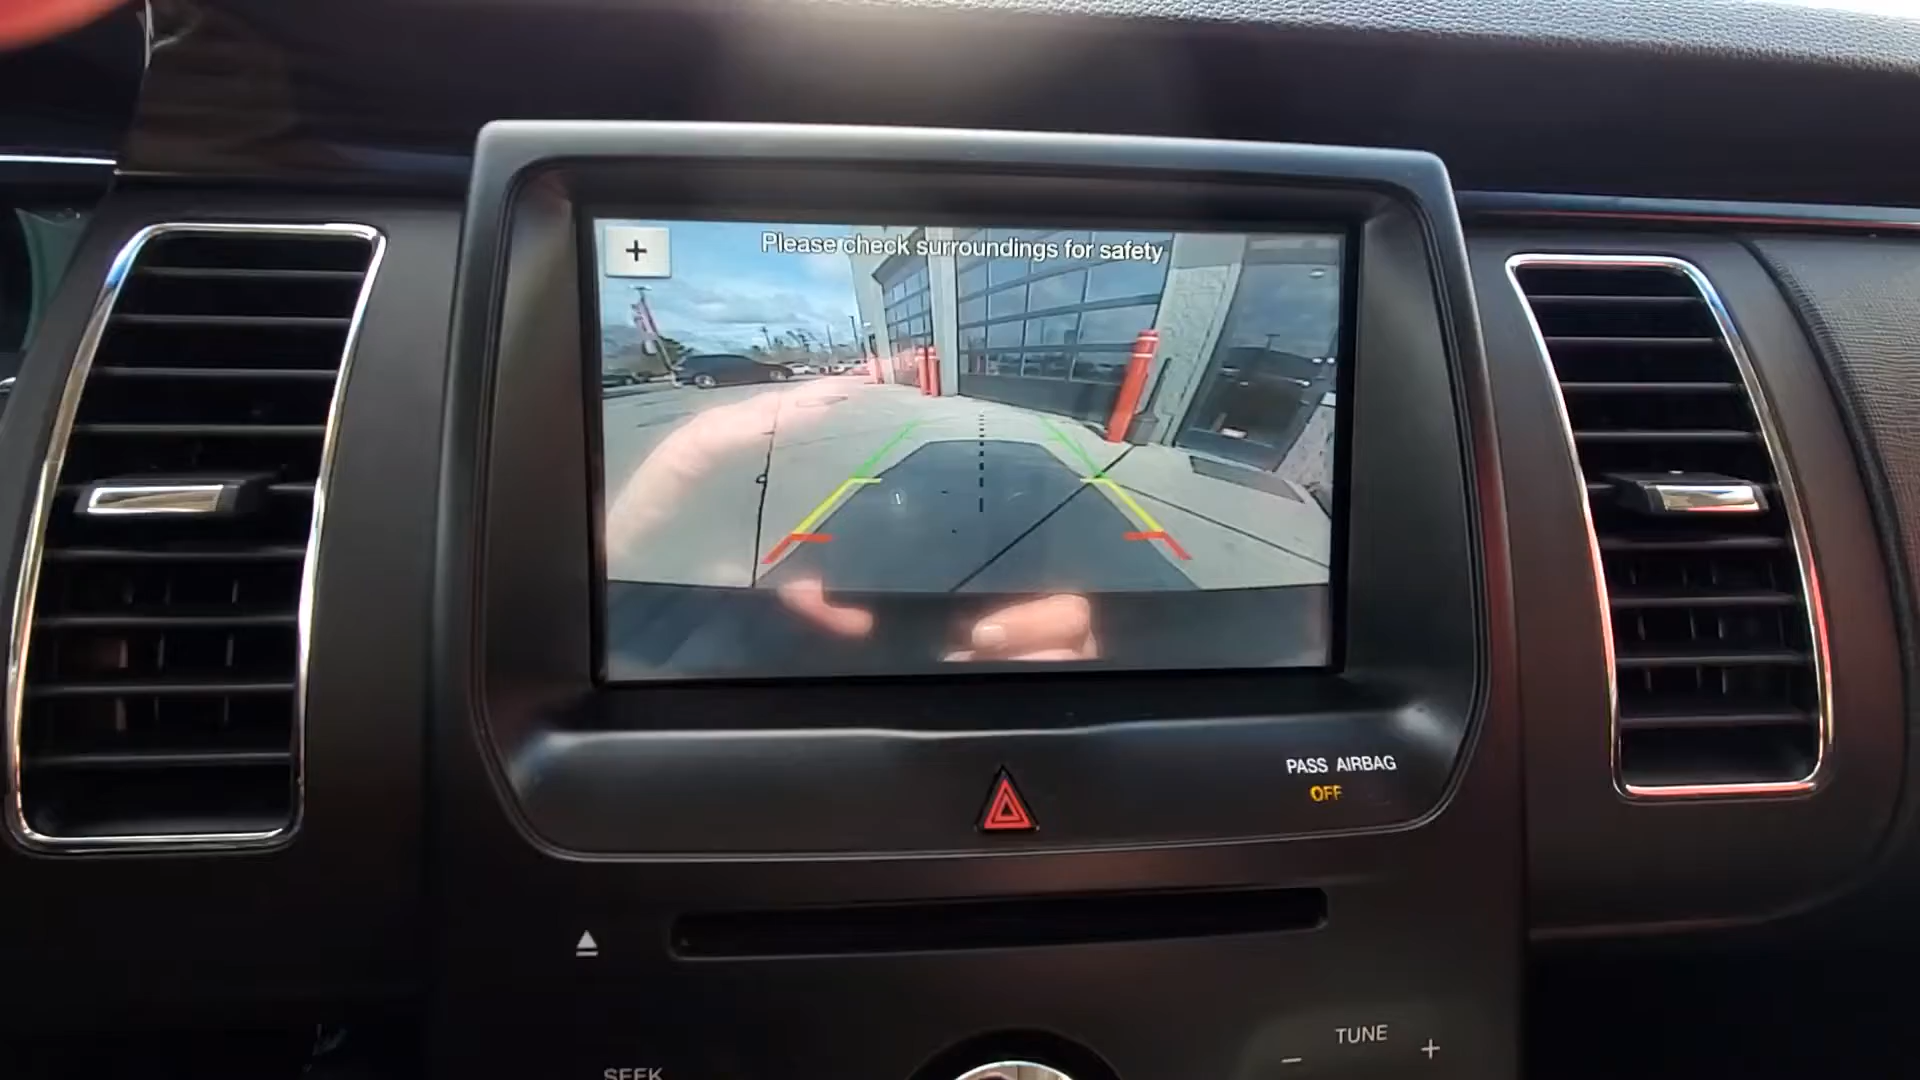 +
Please check surroundings for safety
PASS AIRBAG
OFF
TUNE
− +
SEEK